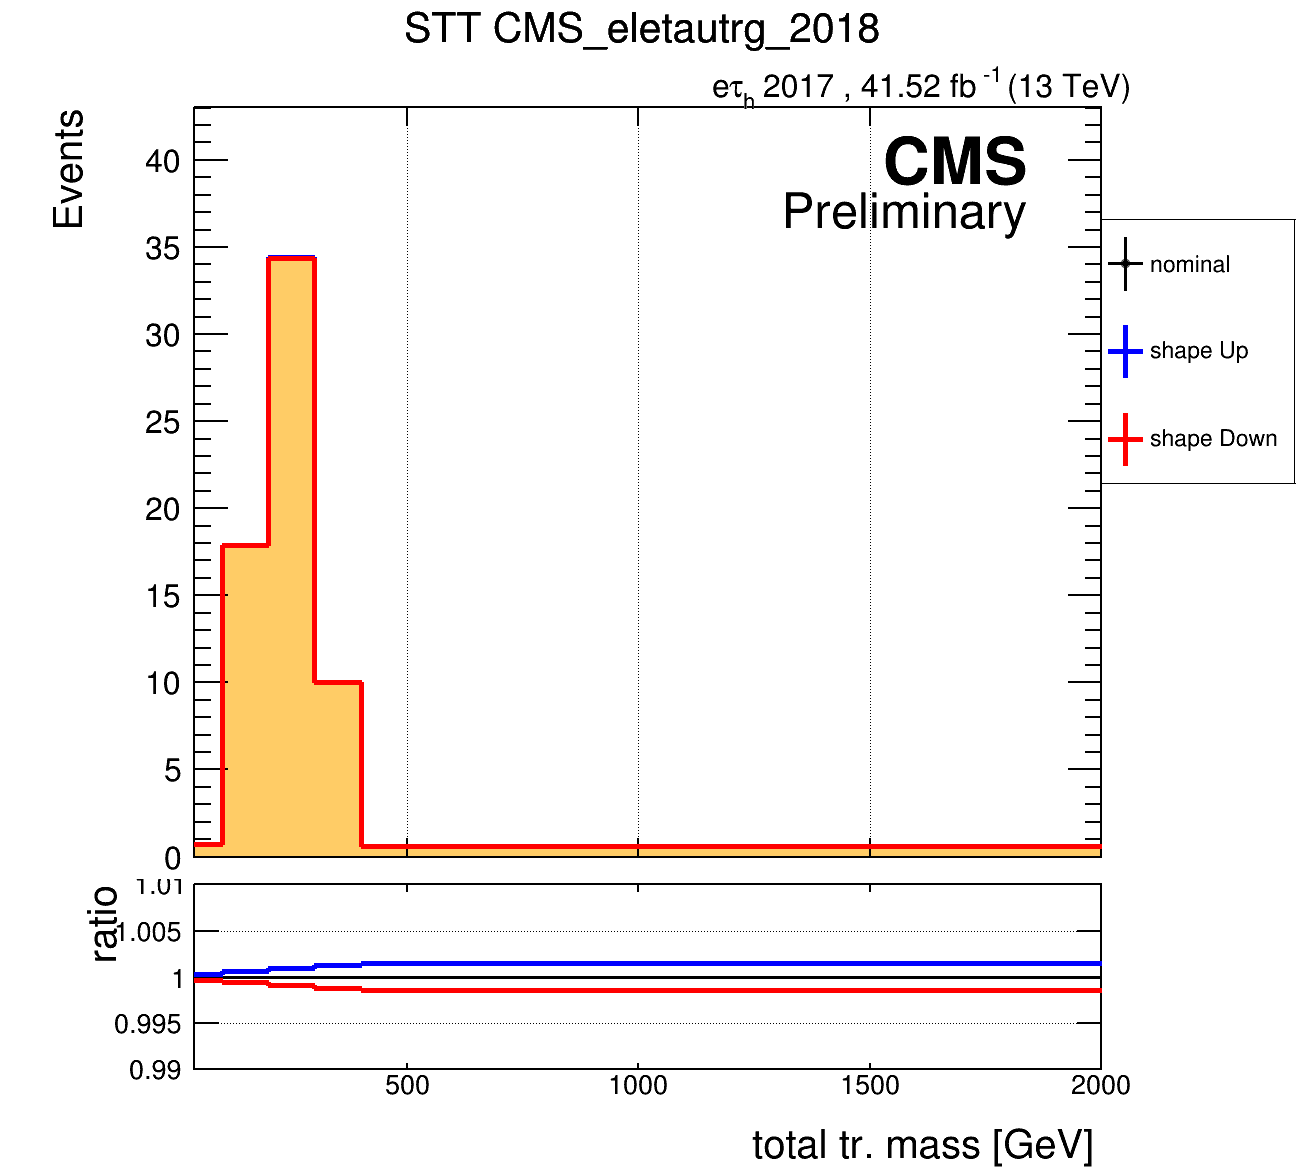 STT CMS_eletautrg_2018
eτh 2017 , 41.52 fb -1 (13 TeV)
Events
CMS
Preliminary
40
35
30
25
20
15
10
5
0
nominal
shape Up
shape Down
ratio
1.01
1.005
1
0.995
0.99
500 1000 1500 2000
total tr. mass [GeV]